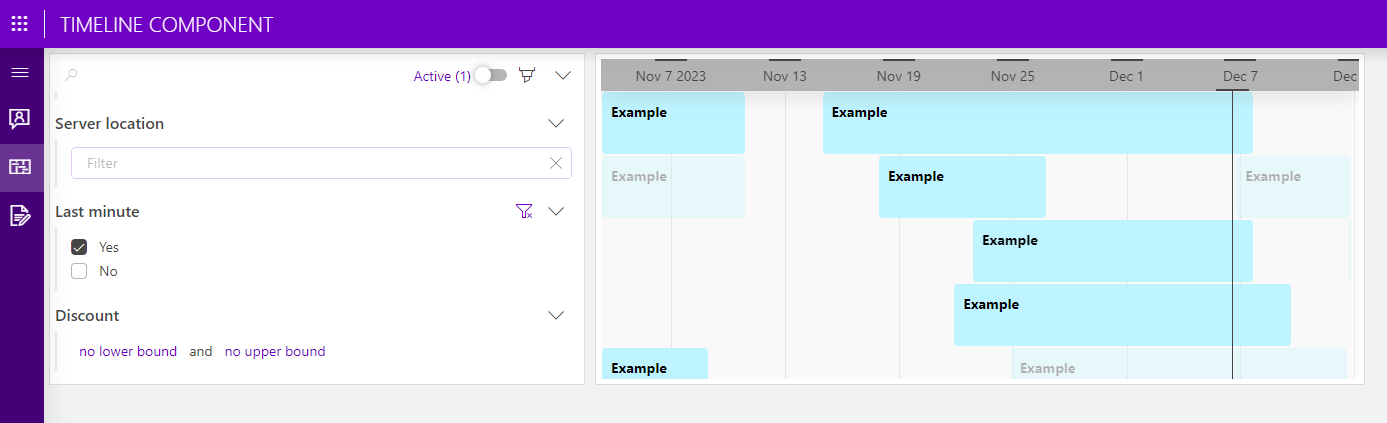 TIMELINE COMPONENT
Active (1)
Server location
Filter
Last minute
Yes
No
Discount
no lower bound and no upper bound
Nov 7 2023 Nov 13 Nov 19 Nov 25 Dec 1 Dec 7 Dec
Example Example
Example Example Example
Example
Example
Example Example